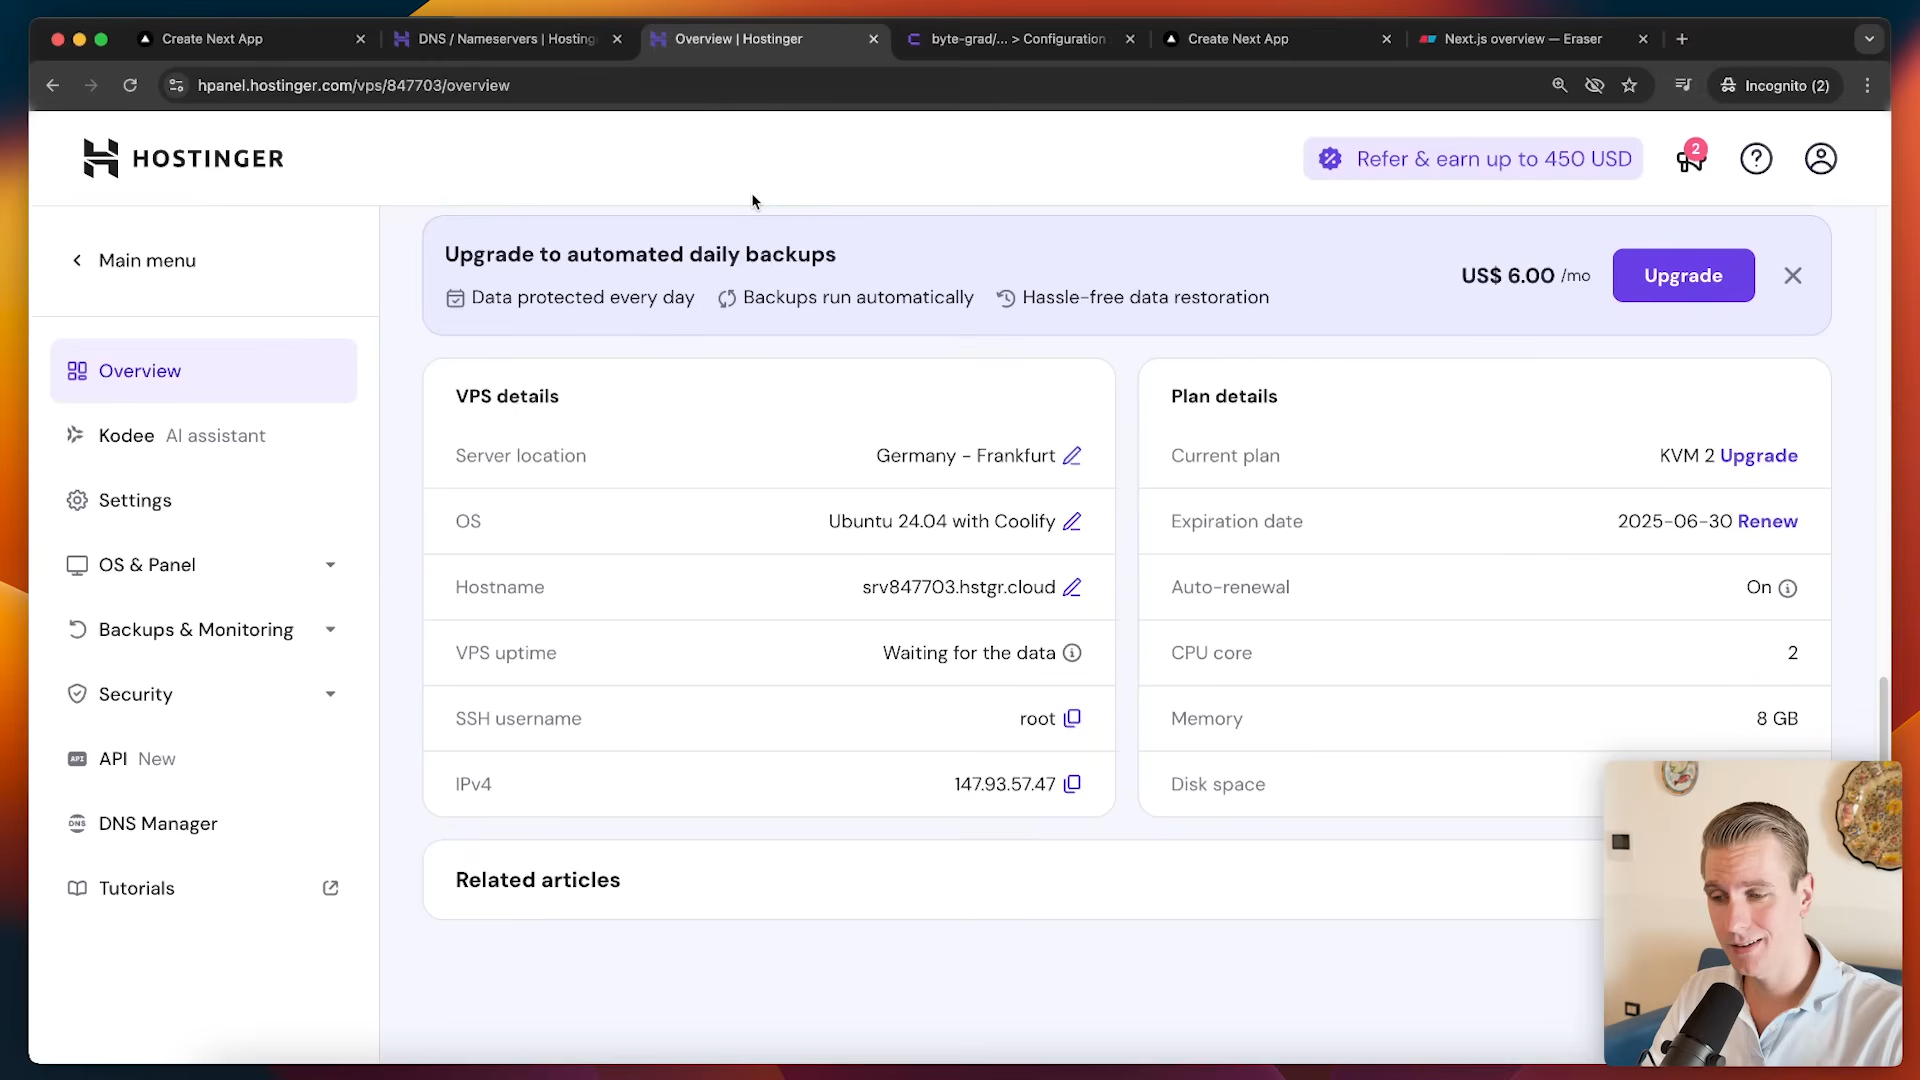 Create Next App
DNS / Nameservers | Hosting
Overview | Hostinger
byte-grad/... > Configuration
Create Next App
Next.js overview — Eraser
hpanel.hostinger.com/vps/847703/overview
Incognito (2)
HOSTINGER
Refer & earn up to 450 USD
2
Main menu
Overview
Kodee AI assistant
Settings
OS & Panel
Backups & Monitoring
Security
API New
DNS Manager
Tutorials
Upgrade to automated daily backups
Data protected every day
Backups run automatically
Hassle-free data restoration
US$ 6.00 /mo
Upgrade
VPS details
Server location
Germany - Frankfurt
OS
Ubuntu 24.04 with Coolify
Hostname
srv847703.hstgr.cloud
VPS uptime
Waiting for the data
SSH username
root
IPv4
147.93.57.47
Plan details
Current plan
KVM 2 Upgrade
Expiration date
2025-06-30 Renew
Auto-renewal
On
CPU core
2
Memory
8 GB
Disk space
Related articles